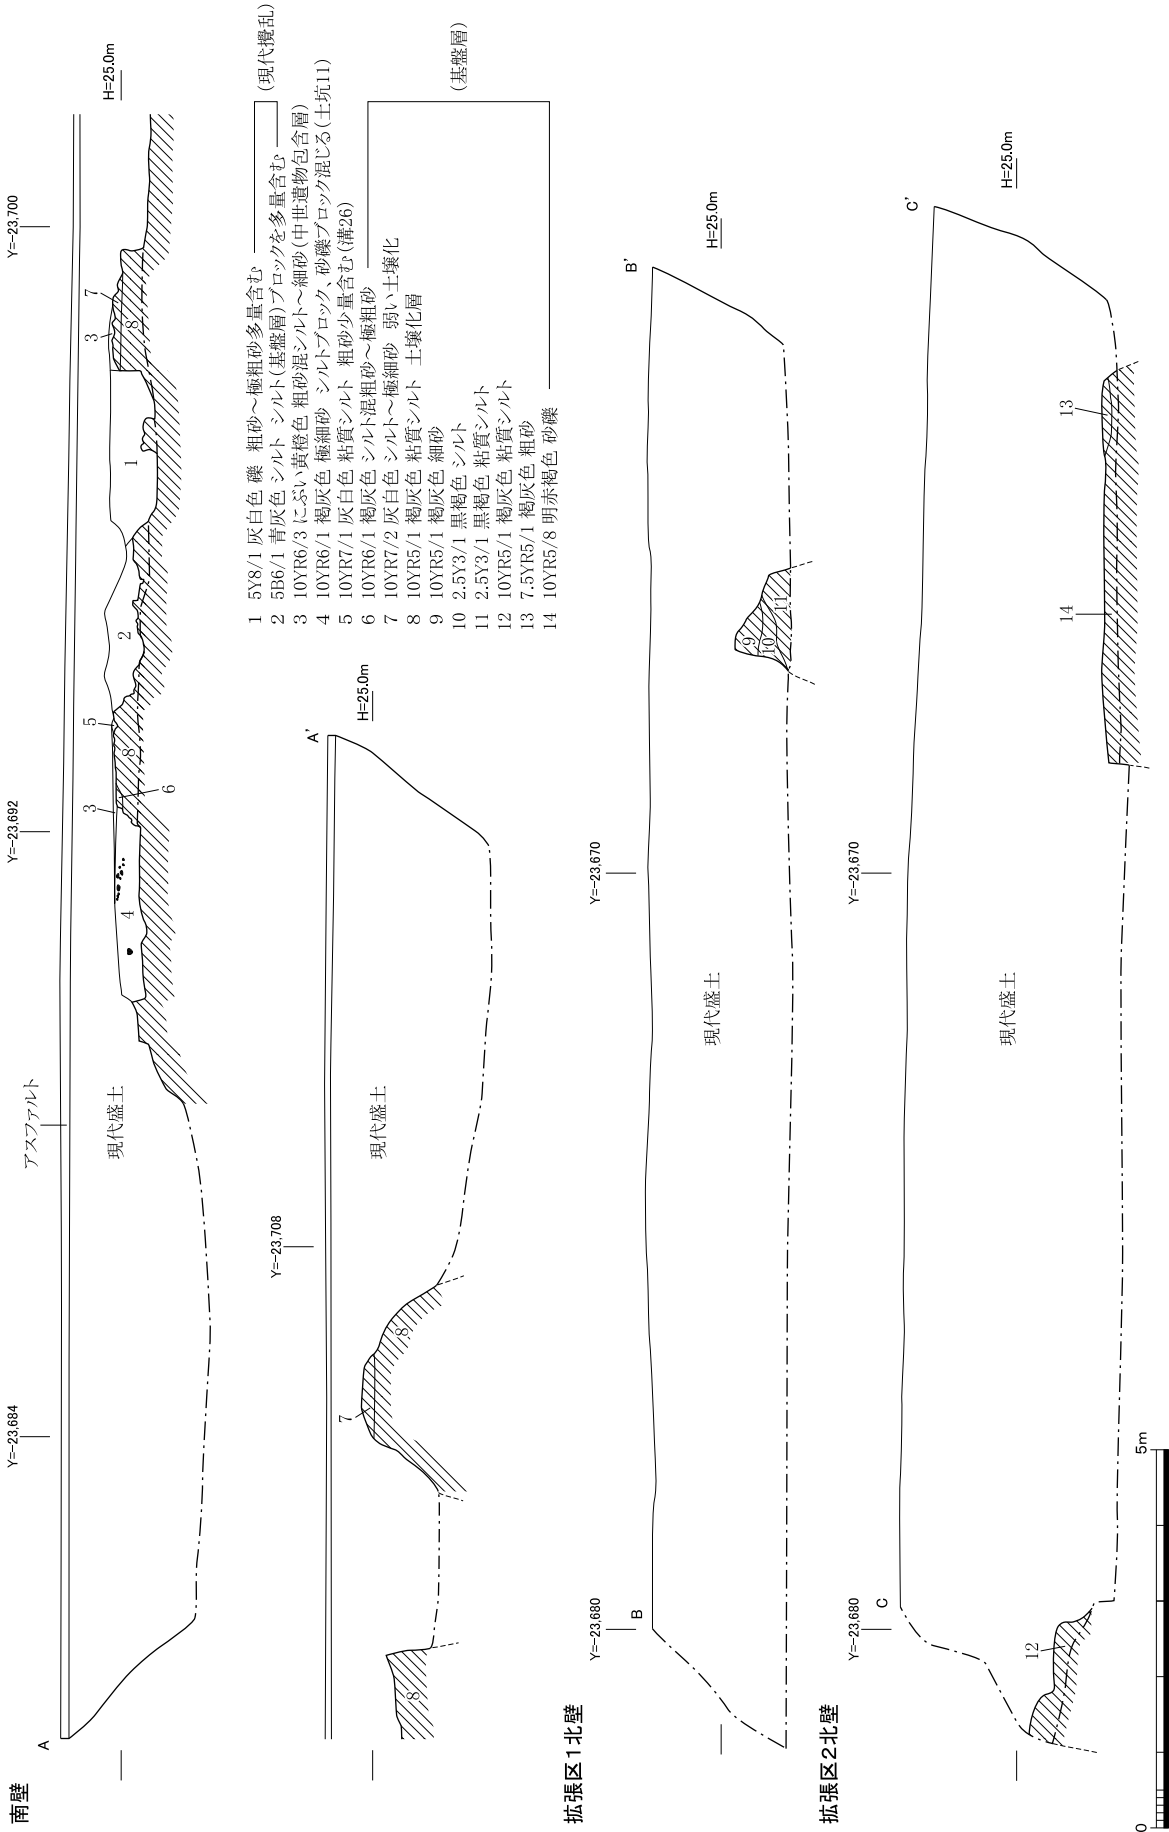 南壁
A
Y=-23,684
アスファルト
現代盛土
Y=-23,692
Y=-23,700
H=25.0m
4
3
6
8
5
2
1
3
7
8
1 5Y8/1 灰白色 礫 粗砂～極粗砂多量含む
2 5B6/1 青灰色 シルト シルト(基盤層)ブロックを多量含む
(現代攪乱)
3 10YR6/3 にぶい黄橙色 粗砂混シルト～細砂(中世遺物包含層)
4 10YR6/1 褐灰色 極細砂 シルトブロック、砂礫ブロック混じる(土坑11)
5 10YR7/1 灰白色 粘質シルト 粗砂少量含む(溝26)
6 10YR6/1 褐灰色 シルト混粗砂～極粗砂
7 10YR7/2 灰白色 シルト～極細砂 弱い土壌化
8 10YR5/1 褐灰色 粘質シルト 土壌化層
9 10YR5/1 褐灰色 細砂
10 2.5Y3/1 黒褐色 シルト
11 2.5Y3/1 黒褐色 粘質シルト
12 10YR5/1 褐灰色 粘質シルト
13 7.5YR5/1 褐灰色 粗砂
14 10YR5/8 明赤褐色 砂礫
(基盤層)
8
7
8
Y=-23,708
現代盛土
A'
H=25.0m
拡張区1北壁
Y=-23,680
B
現代盛土
Y=-23,670
9
10
11
B'
H=25.0m
拡張区2北壁
Y=-23,680
C
12
現代盛土
Y=-23,670
14
13
C'
H=25.0m
0
5m